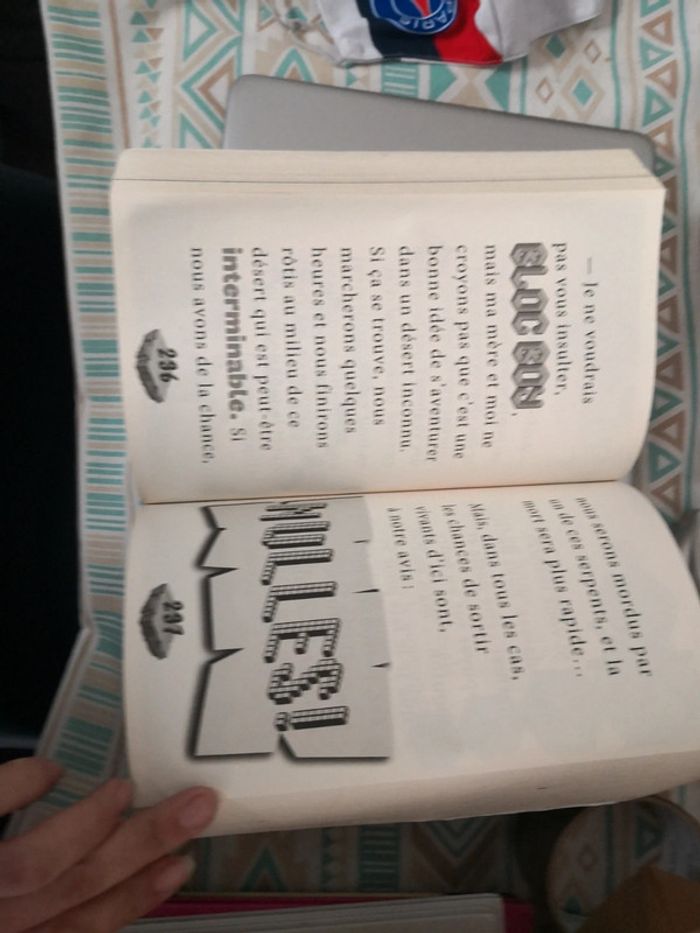 — Je ne voudrais
pas vous insulter,
BLOC BON,
mais ma mère et moi ne
croyons pas que c'est une
bonne idée de s'aventurer
dans un désert inconnu.
Si ça se trouve, nous
marcherons quelques
heures et nous finirons
rôtis au milieu de ce
désert qui est peut-être
interminable. Si
nous avons de la chance,
236
nous serons mordus par
un de ces serpents, et la
mort sera plus rapide...
Mais, dans tous les cas,
les chances de sortir
vivants d'ici sont,
à notre avis :
NULLES!
237
PARIS